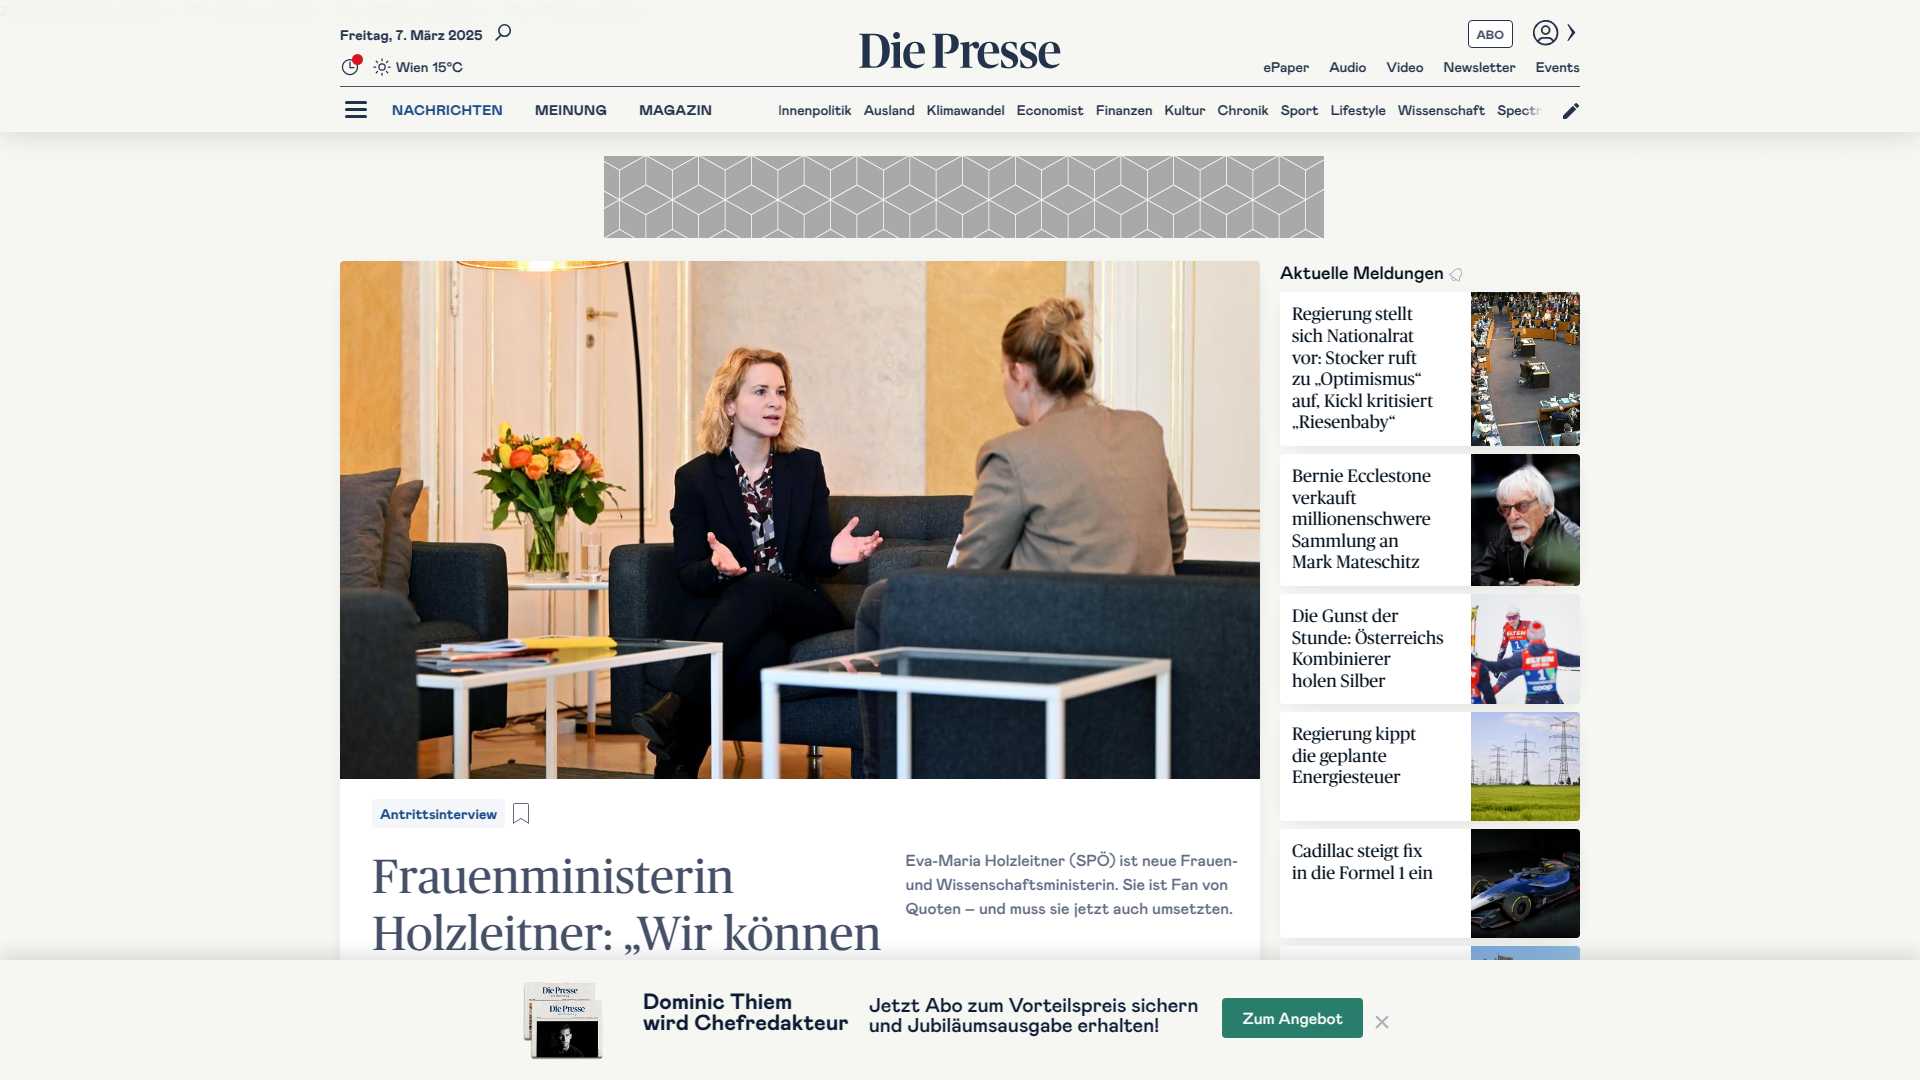 Freitag, 7. März 2025
Die Presse
ABO
Wien 15°C
ePaper Audio Video Newsletter Events
NACHRICHTEN MEINUNG MAGAZIN
Innenpolitik Ausland Klimawandel Economist Finanzen Kultur Chronik Sport Lifestyle Wissenschaft Spectr
Antrittsinterview
Frauenministerin
Holzleitner: „Wir können
Eva-Maria Holzleitner (SPÖ) ist neue Frauen-
und Wissenschaftsministerin. Sie ist Fan von
Quoten – und muss sie jetzt auch umsetzten.
Aktuelle Meldungen
Regierung stellt
sich Nationalrat
vor: Stocker ruft
zu „Optimismus“
auf, Kickl kritisiert
„Riesenbaby“
Bernie Ecclestone
verkauft
millionenschwere
Sammlung an
Mark Mateschitz
Die Gunst der
Stunde: Österreichs
Kombinierer
holen Silber
Regierung kippt
die geplante
Energiesteuer
Cadillac steigt fix
in die Formel 1 ein
Die Presse
Die Presse
Dominic Thiem
wird Chefredakteur
Jetzt Abo zum Vorteilspreis sichern
und Jubiläumsausgabe erhalten!
Zum Angebot